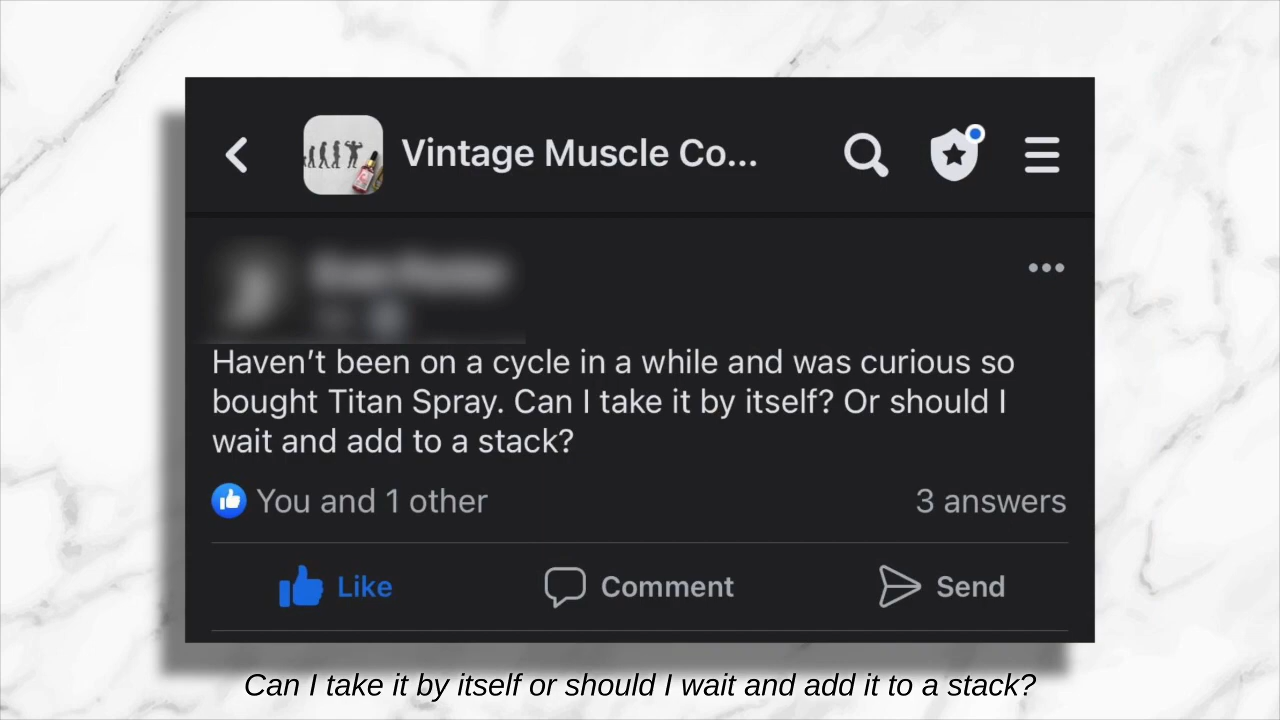 Vintage Muscle Co...
Haven't been on a cycle in a while and was curious so
bought Titan Spray. Can I take it by itself? Or should I
wait and add to a stack?
You and 1 other
3 answers
Like
Comment
Send
Can I take it by itself or should I wait and add it to a stack?